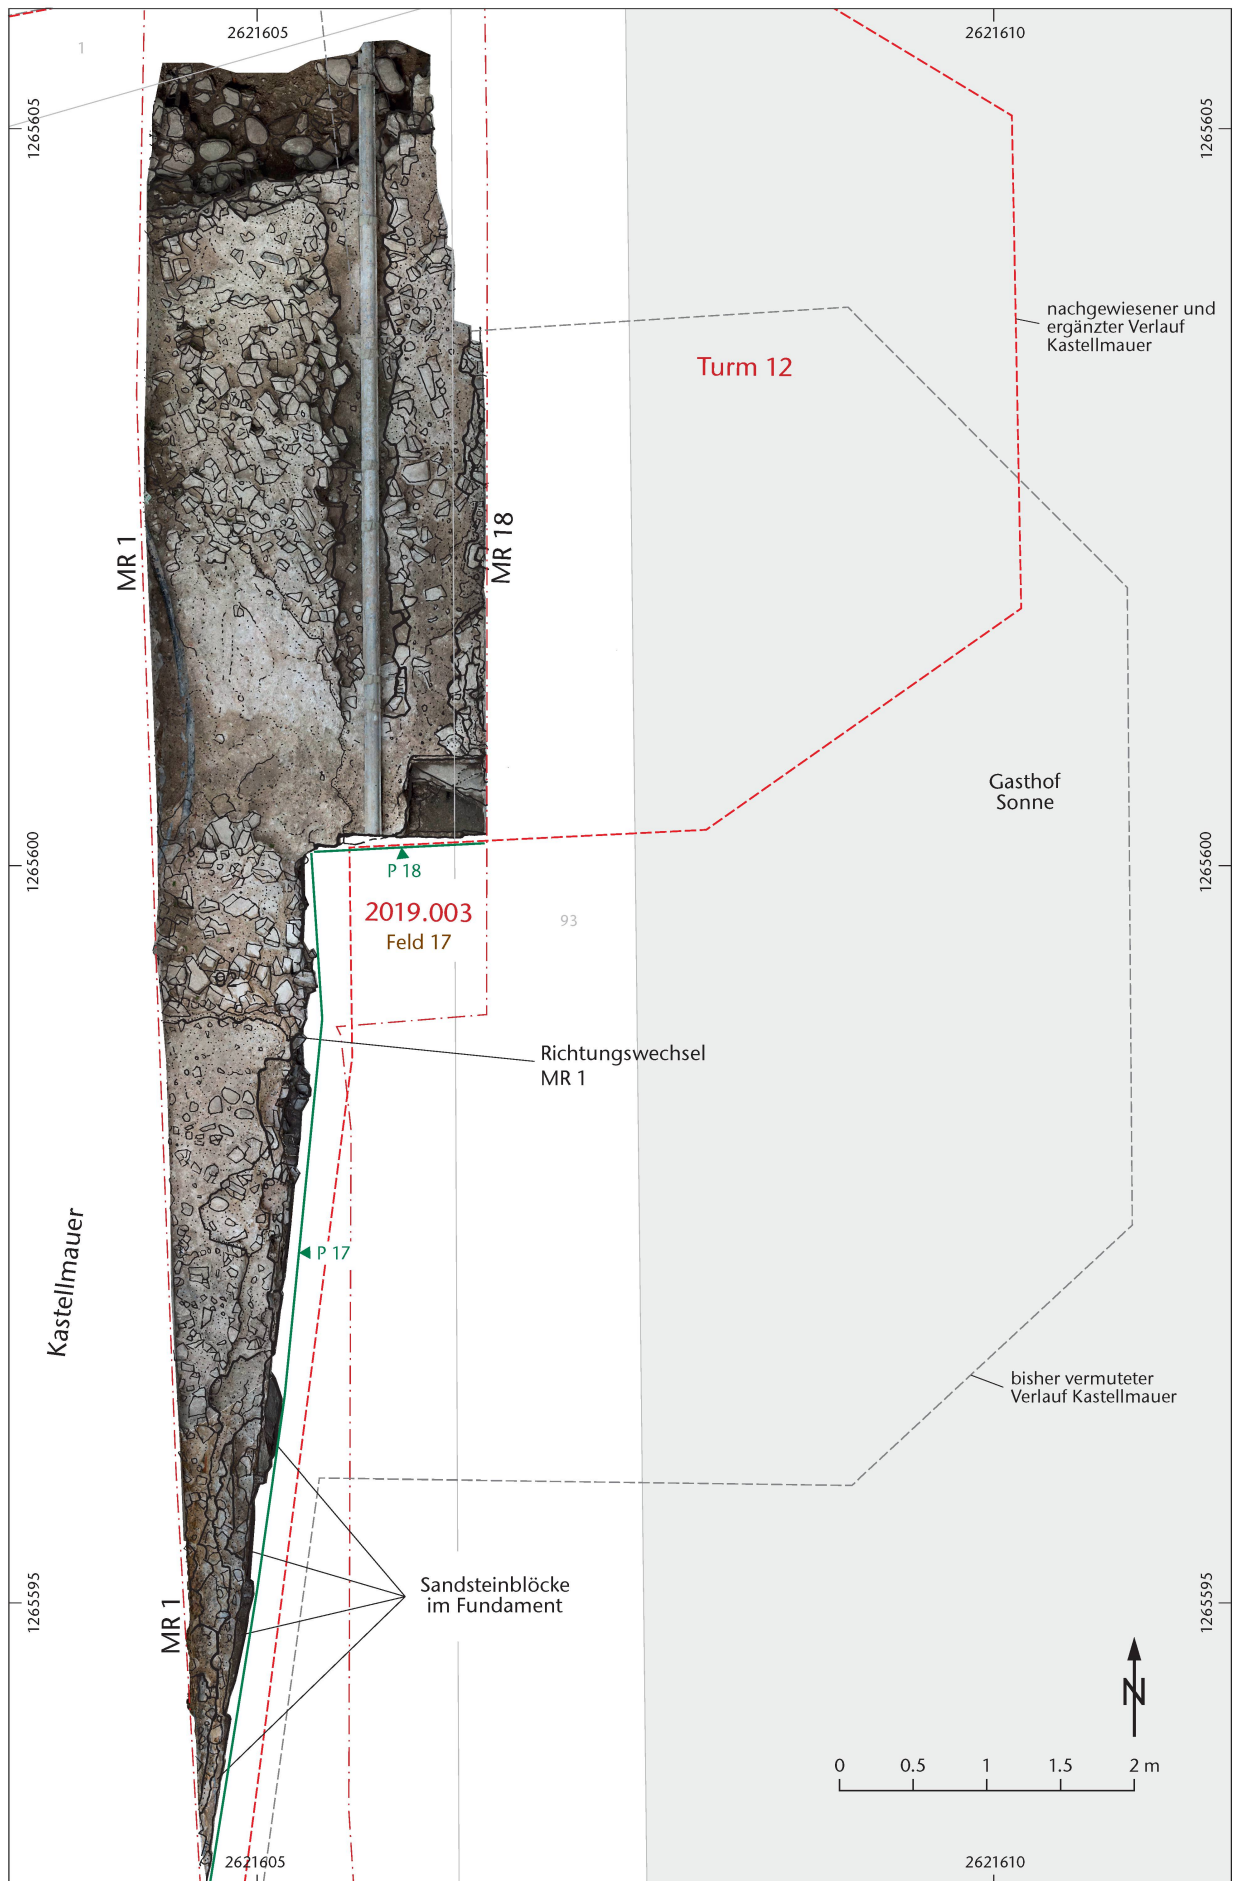 2621605
2621610
1
1265605
1265605
nachgewiesener und
ergänzter Verlauf
Kastellmauer
Turm 12
MR 1
MR 18
Gasthof
Sonne
1265600
1265600
P 18
2019.003
Feld 17
93
92
Richtungswechsel
MR 1
Kastellmauer
P 17
bisher vermuteter
Verlauf Kastellmauer
Sandsteinblöcke
im Fundament
1265595
1265595
MR 1
N
0 0.5 1 1.5 2 m
2621605
2621610